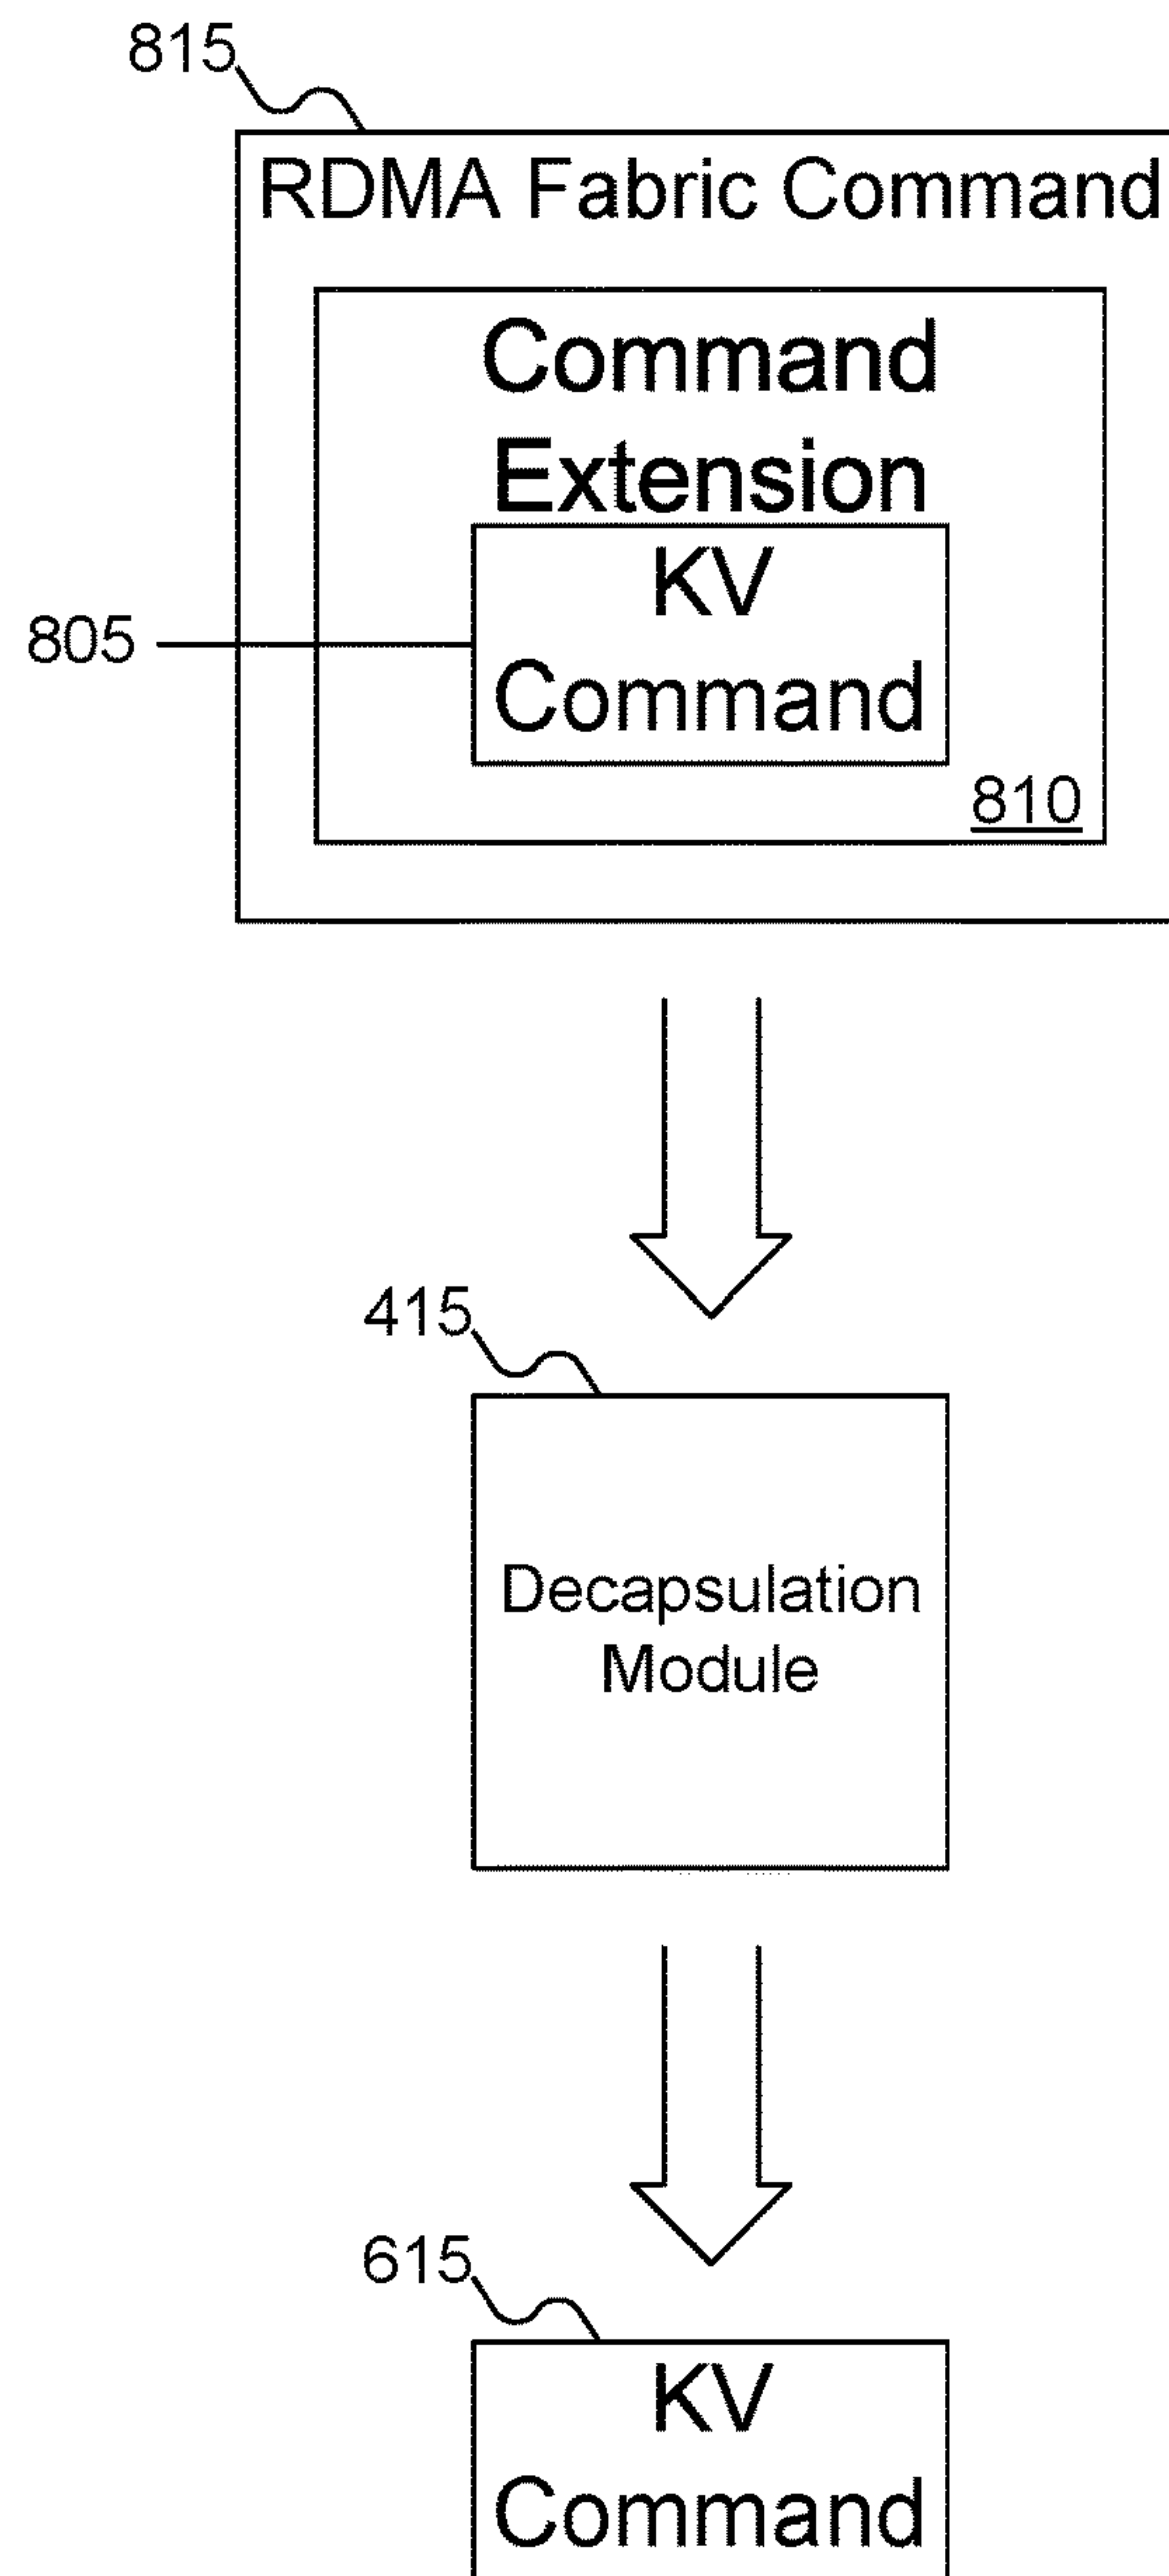 815
RDMA Fabric Command
Command
Extension
KV
805
Command
810
415
Decapsulation
Module
615
KV
Command